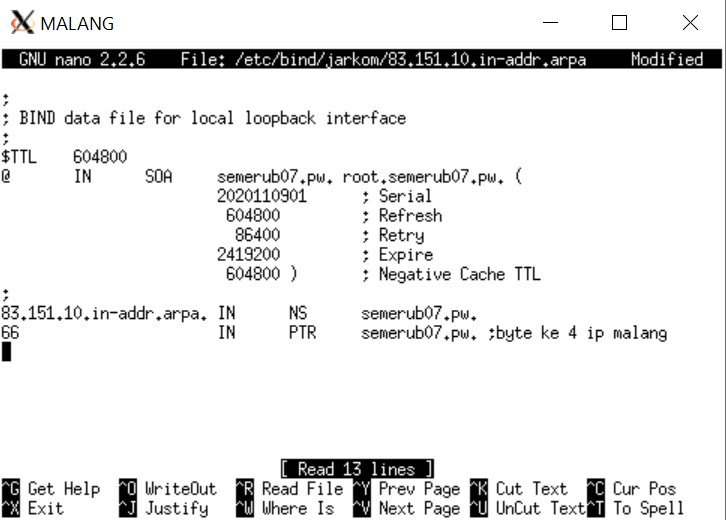 MALANG
GNU nano 2.2.6 File: /etc/bind/jarkom/83.151.10.in-addr.arpa Modified
;
; BIND data file for local loopback interface
;
$TTL 604800
@ IN SOA semerub07.pw. root.semerub07.pw. (
2020110901 ; Serial
604800 ; Refresh
86400 ; Retry
2419200 ; Expire
604800 ) ; Negative Cache TTL
;
83.151.10.in-addr.arpa. IN NS semerub07.pw.
66 IN PTR semerub07.pw. ;byte ke 4 ip malang
[ Read 13 lines ]
^G Get Help ^O WriteOut ^R Read File ^Y Prev Page ^K Cut Text ^C Cur Pos
^X Exit ^J Justify ^W Where Is ^V Next Page ^U UnCut Text ^T To Spell